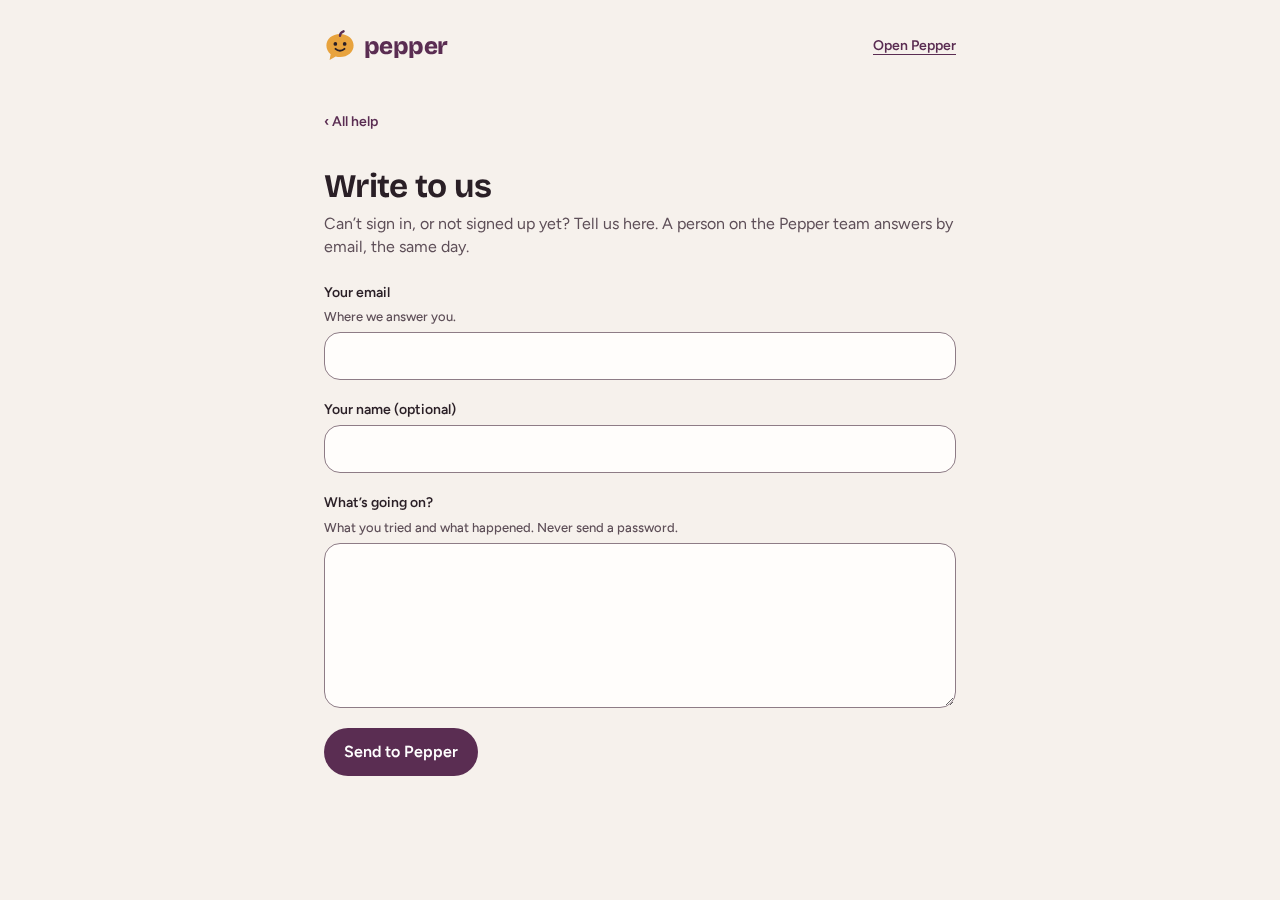 pepper
Open Pepper
‹ All help
Write to us
Can’t sign in, or not signed up yet? Tell us here. A person on the Pepper team answers by
email, the same day.
Your email
Where we answer you.
Your name (optional)
What’s going on?
What you tried and what happened. Never send a password.
Send to Pepper